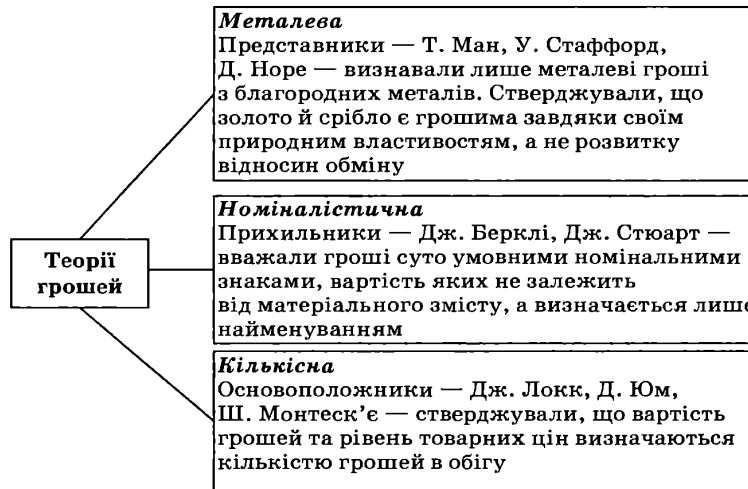 Металева
Представники — Т. Ман, У. Стаффорд,
Д. Норе — визнавали лише металеві гроші
з благородних металів. Стверджували, що
золото й срібло є грошима завдяки своїм
природним властивостям, а не розвитку
відносин обміну
Теорії
грошей
Номіналістична
Прихильники — Дж. Берклі, Дж. Стюарт —
вважали гроші суто умовними номінальними
знаками, вартість яких не залежить
від матеріального змісту, а визначається лише
найменуванням
Кількісна
Основоположники — Дж. Локк, Д. Юм,
Ш. Монтеск’є — стверджували, що вартість
грошей та рівень товарних цін визначаються
кількістю грошей в обігу